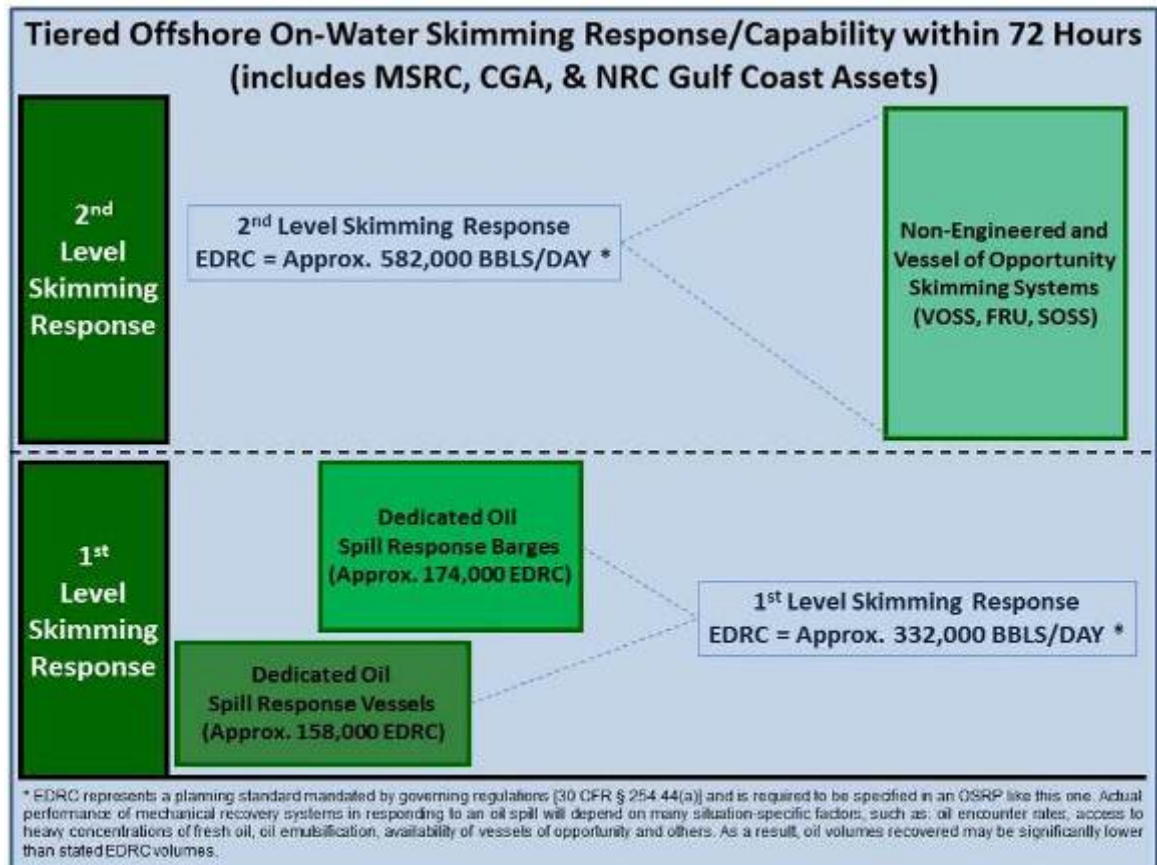 Tiered Offshore On-Water Skimming Response/Capability within 72 Hours
(includes MSRC, CGA, & NRC Gulf Coast Assets)
2nd
Level
Skimming
Response
2nd Level Skimming Response
EDRC = Approx. 582,000 BBLS/DAY *
Non-Engineered and
Vessel of Opportunity
Skimming Systems
(VOSS, FRU, SOSS)
1st
Level
Skimming
Response
Dedicated Oil
Spill Response Barges
(Approx. 174,000 EDRC)
1st Level Skimming Response
EDRC = Approx. 332,000 BBLS/DAY *
Dedicated Oil
Spill Response Vessels
(Approx. 158,000 EDRC)
* EDRC represents a planning standard mandated by governing regulations [30 CFR § 254.44(a)] and is required to be specified in an OSRP like this one. Actual
performance of mechanical recovery systems in responding to an oil spill will depend on many situation-specific factors, such as: oil encounter rates, access to
heavy concentrations of fresh oil, oil emulsification, availability of vessels of opportunity and others. As a result, oil volumes recovered may be significantly lower
than stated EDRC volumes.